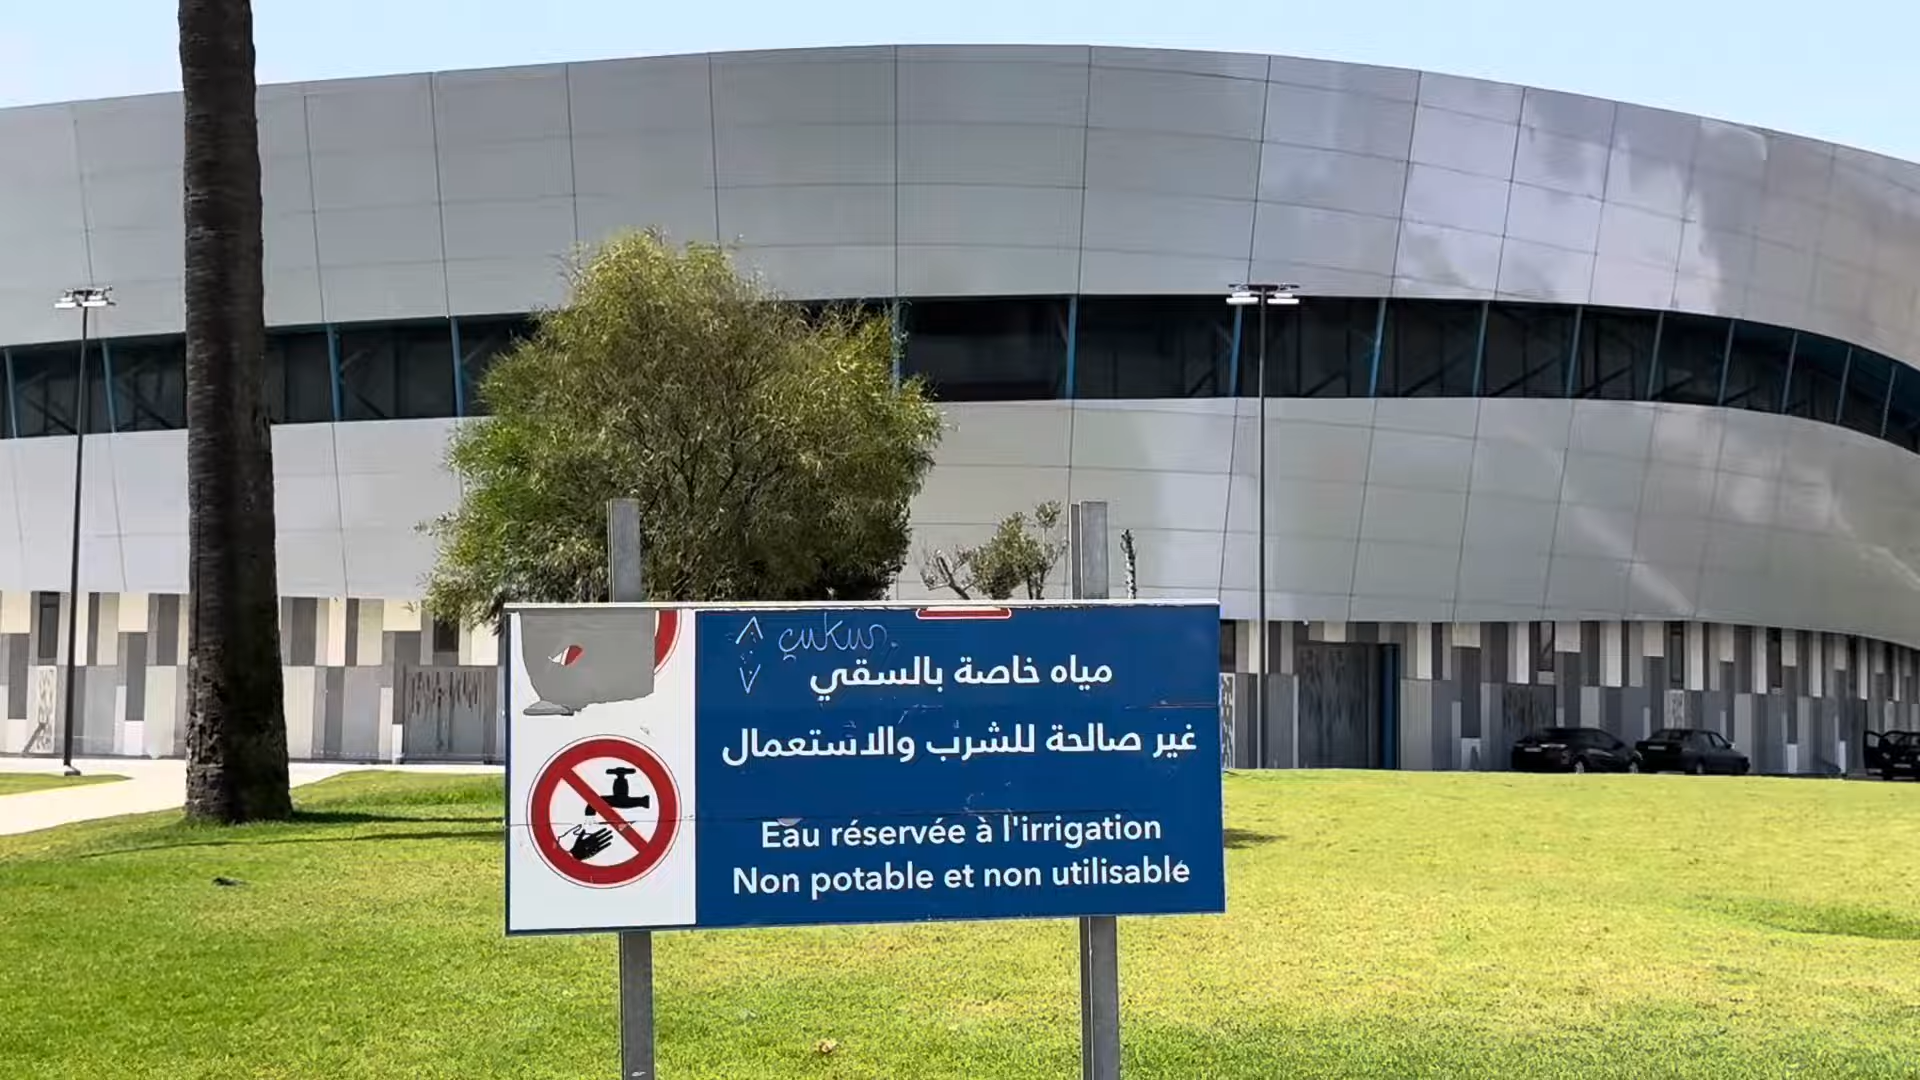 مياه خاصة بالسقي
غير صالحة للشرب والاستعمال
Eau réservée à l'irrigation
Non potable et non utilisable